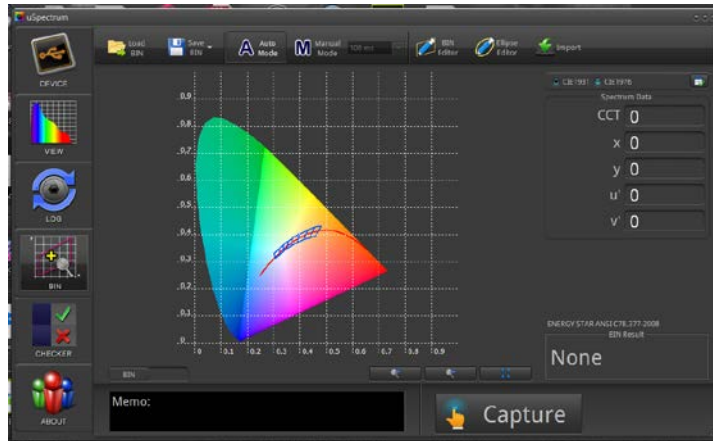 uSpectrum
DEVICE
VIEW
LOG
BIN
CHECKER
ABOUT
Load BIN
Save BIN
A Auto Mode
M Manual Mode
100 ms
BIN Editor
Ellipse Editor
Import
0.9
0.8
0.7
0.6
0.5
0.4
0.3
0.2
0.1
0
0 0.1 0.2 0.3 0.4 0.5 0.6 0.7 0.8 0.9
BIN
CIE1931 CIE1976
Spectrum Data
CCT 0
x 0
y 0
u' 0
v' 0
ENERGY STAR ANSI C78.377-2008
BIN Result
None
Memo:
Capture